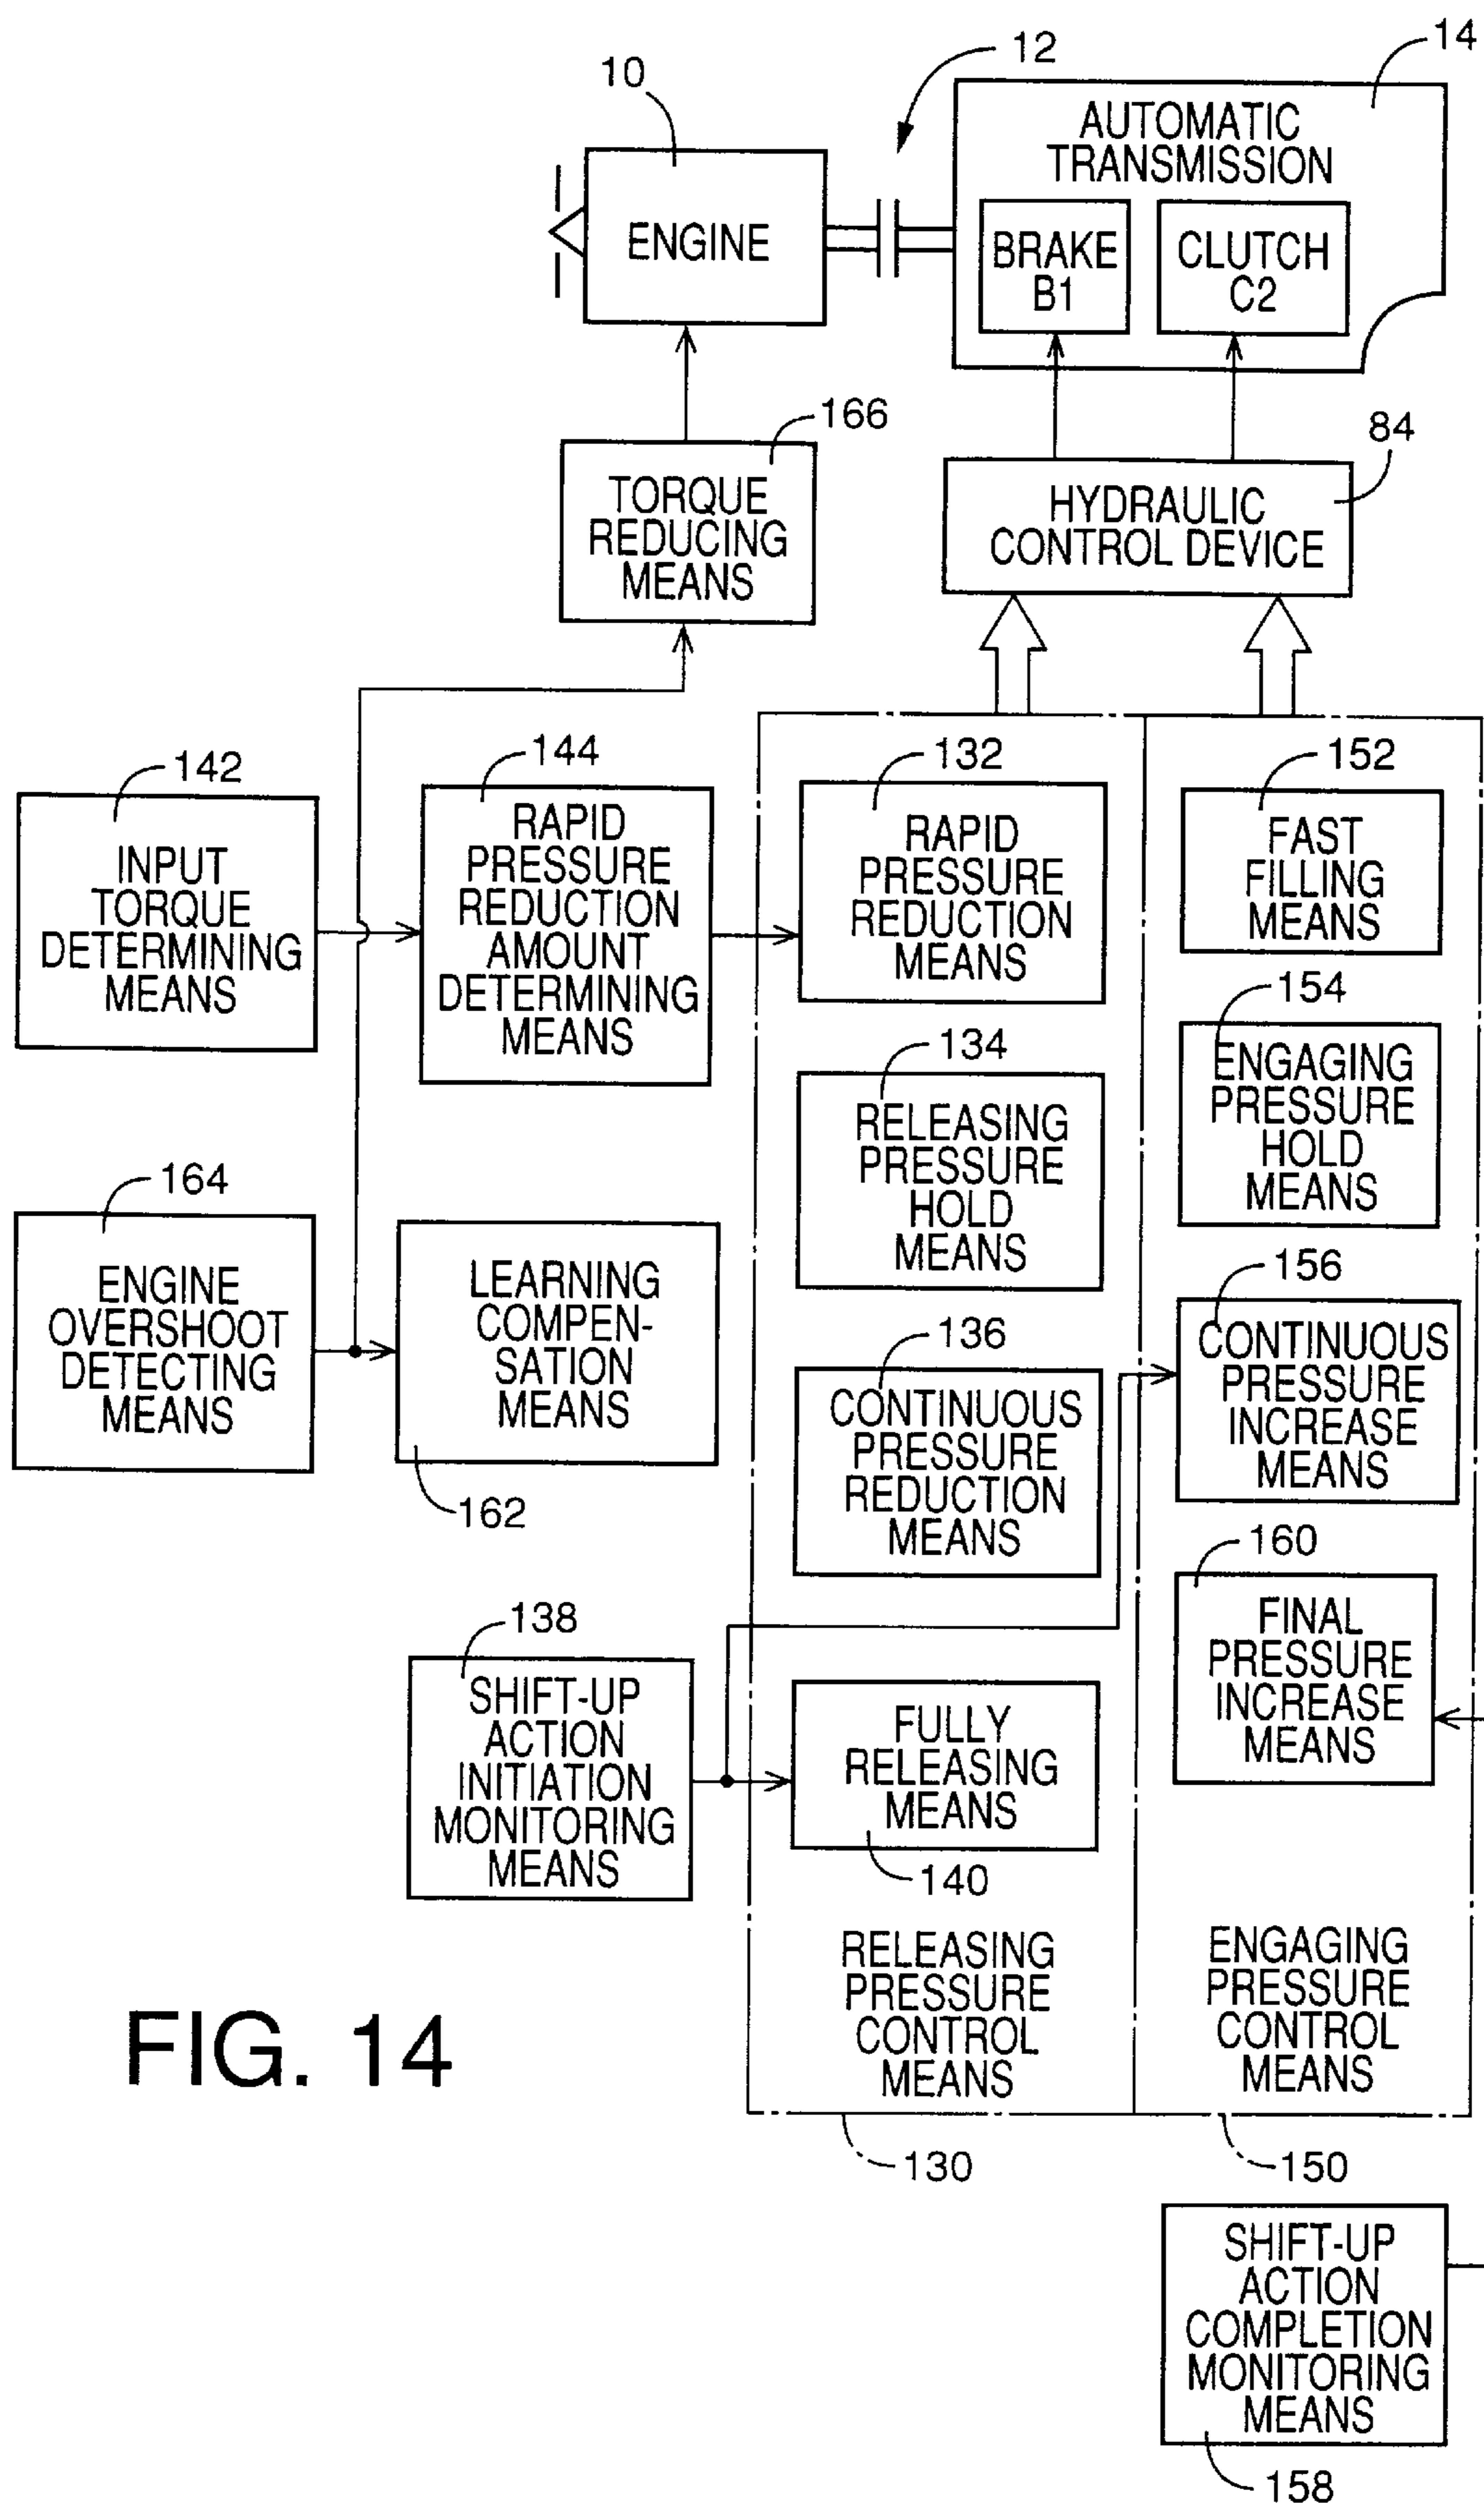 10
12
14
AUTOMATIC
TRANSMISSION
ENGINE
BRAKE
B1
CLUTCH
C2
166
84
TORQUE
REDUCING
MEANS
HYDRAULIC
CONTROL DEVICE
142
INPUT
TORQUE
DETERMINING
MEANS
144
RAPID
PRESSURE
REDUCTION
AMOUNT
DETERMINING
MEANS
132
RAPID
PRESSURE
REDUCTION
MEANS
152
FAST
FILLING
MEANS
134
RELEASING
PRESSURE
HOLD
MEANS
154
ENGAGING
PRESSURE
HOLD
MEANS
164
ENGINE
OVERSHOOT
DETECTING
MEANS
LEARNING
COMPEN-
SATION
MEANS
162
136
CONTINUOUS
PRESSURE
REDUCTION
MEANS
156
CONTINUOUS
PRESSURE
INCREASE
MEANS
138
SHIFT-UP
ACTION
INITIATION
MONITORING
MEANS
FULLY
RELEASING
MEANS
140
160
FINAL
PRESSURE
INCREASE
MEANS
RELEASING
PRESSURE
CONTROL
MEANS
130
ENGAGING
PRESSURE
CONTROL
MEANS
150
SHIFT-UP
ACTION
COMPLETION
MONITORING
MEANS
158
FIG. 14